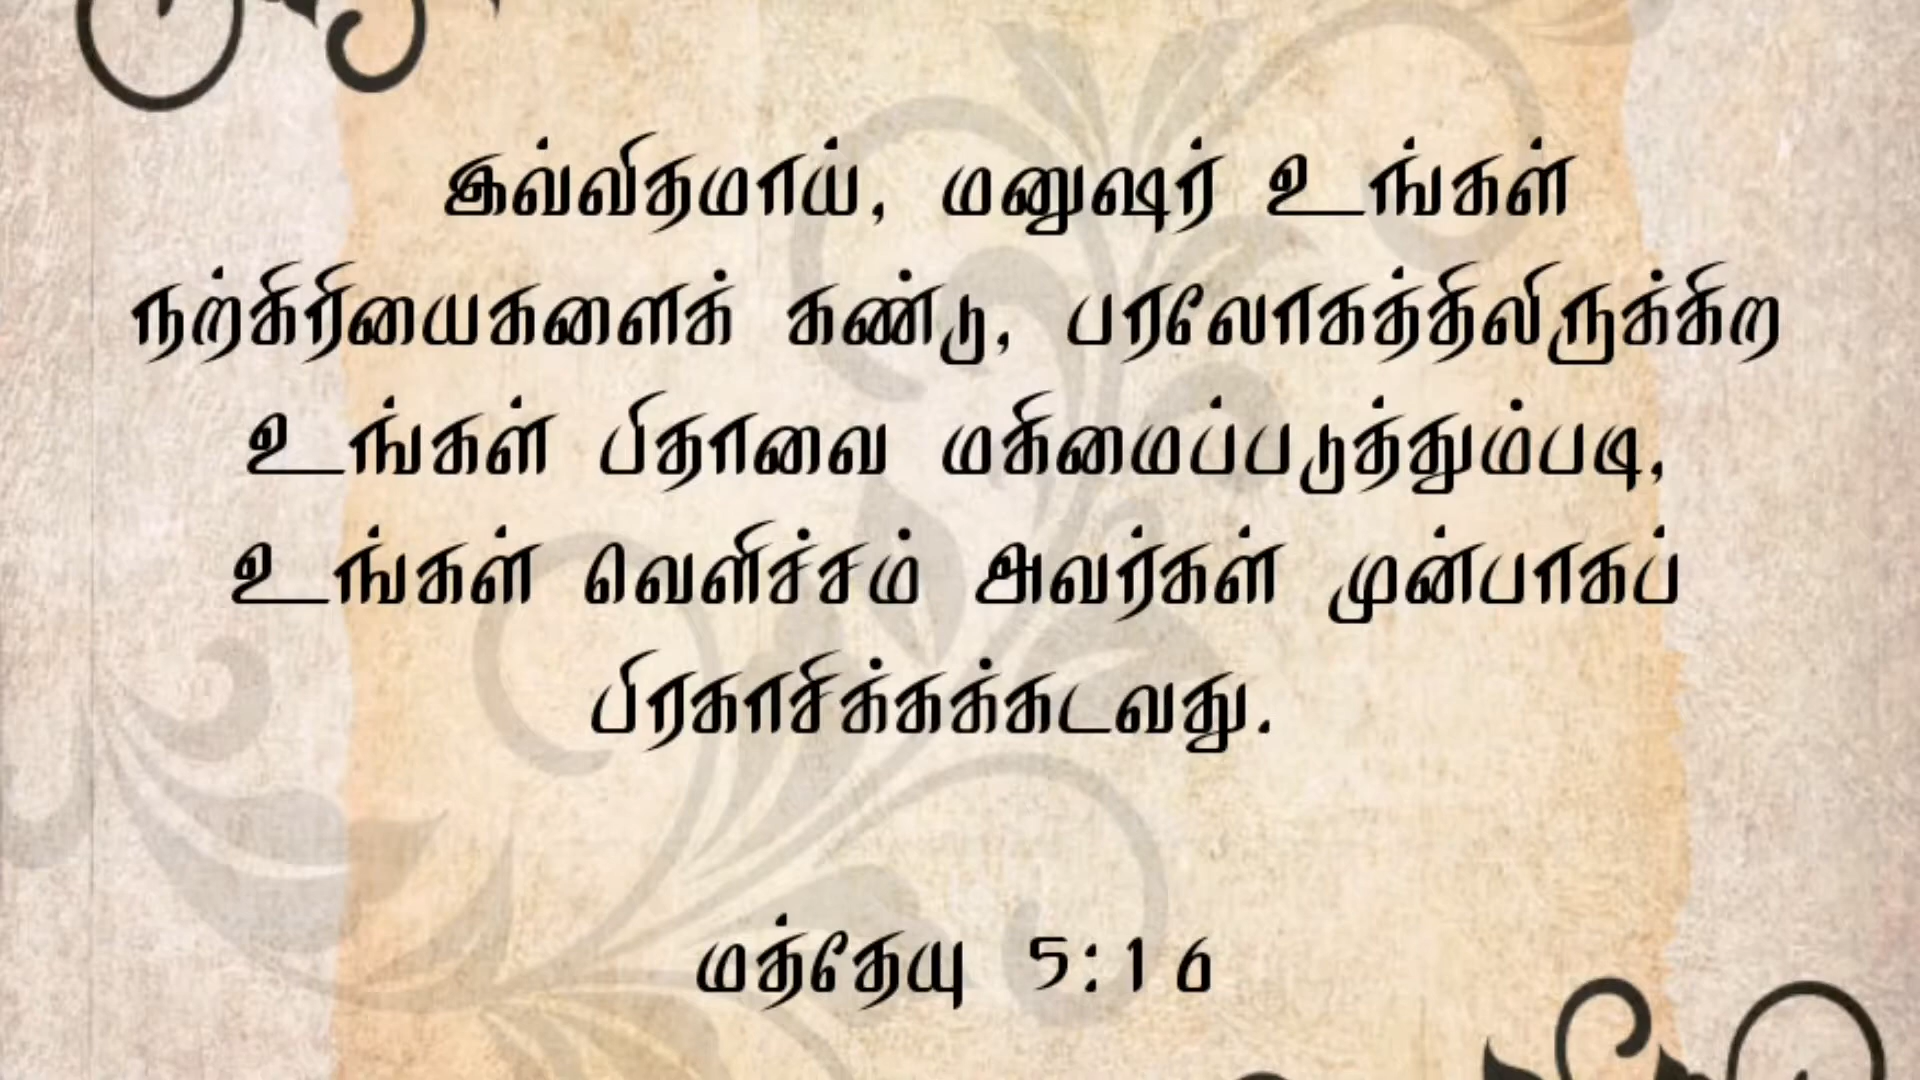 இவ்விதமாய், மனுஷர் உங்கள்
நற்கிரியைகளைக் கண்டு, பரலோகத்திலிருக்கிற
உங்கள் பிதாவை மகிமைப்படுத்தும்படி,
உங்கள் வெளிச்சம் அவர்கள் முன்பாகப்
பிரகாசிக்கக்கடவது.
மத்தேயு 5:16